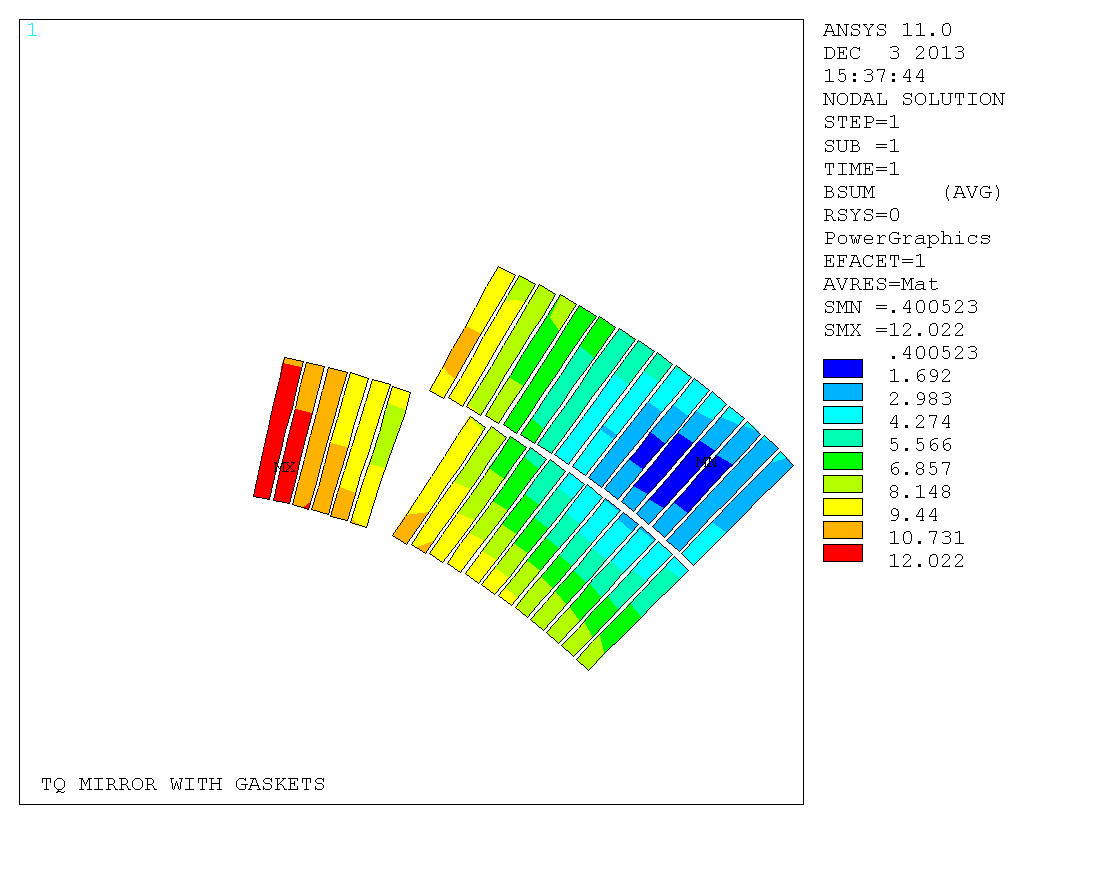 1
ANSYS 11.0
DEC  3 2013
15:37:44
NODAL SOLUTION
STEP=1
SUB =1
TIME=1
BSUM     (AVG)
RSYS=0
PowerGraphics
EFACET=1
AVRES=Mat
SMN =.400523
SMX =12.022
.400523
1.692
2.983
4.274
5.566
6.857
8.148
9.44
10.731
12.022
MX
MN
TQ MIRROR WITH GASKETS